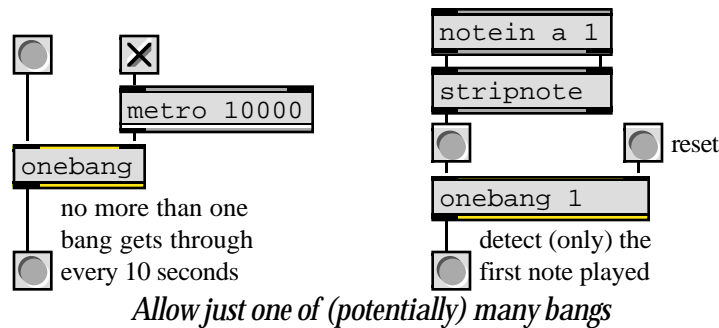 metro 10000
onebang
no more than one
bang gets through
every 10 seconds
notein a 1
stripnote
reset
onebang 1
detect (only) the
first note played
Allow just one of (potentially) many bangs